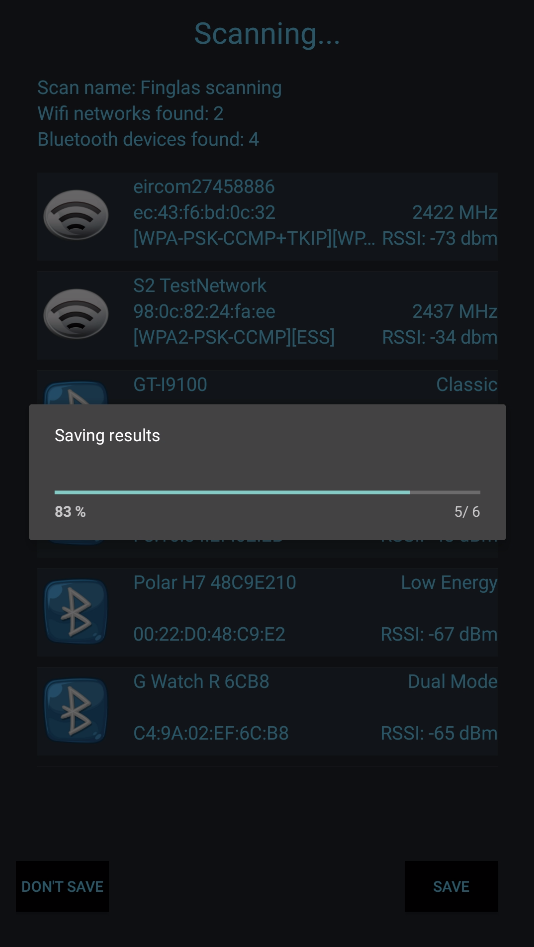 Scanning...
Scan name: Finglas scanning
Wifi networks found: 2
Bluetooth devices found: 4
eircom27458886
ec:43:f6:bd:0c:32 2422 MHz
[WPA-PSK-CCMP+TKIP][WP... RSSI: -73 dbm
S2 TestNetwork
98:0c:82:24:fa:ee 2437 MHz
[WPA2-PSK-CCMP][ESS] RSSI: -34 dbm
GT-I9100 Classic
Saving results
83 % 5/ 6
Polar H7 48C9E210 Low Energy
00:22:D0:48:C9:E2 RSSI: -67 dBm
G Watch R 6CB8 Dual Mode
C4:9A:02:EF:6C:B8 RSSI: -65 dBm
DON'T SAVE SAVE